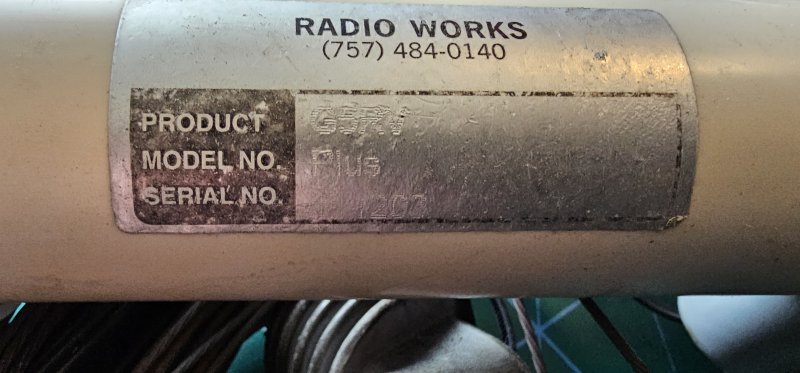 RADIO WORKS
(757) 484-0140
PRODUCT G5RV
MODEL NO. Plus
SERIAL NO.